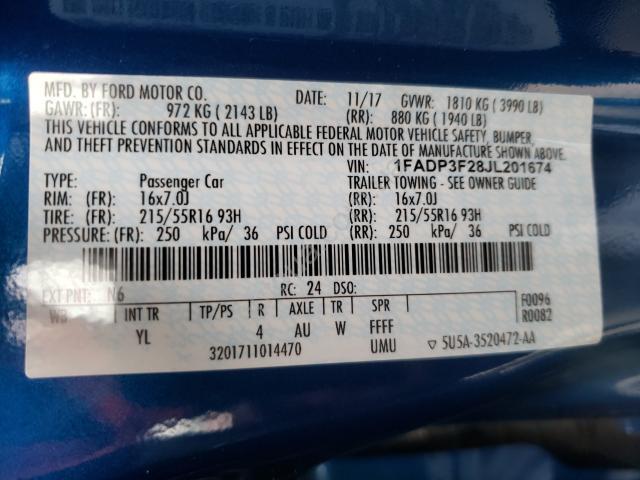 MFD. BY FORD MOTOR CO. DATE: 11/17 GVWR: 1810 KG ( 3990 LB)
GAWR: (FR): 972 KG ( 2143 LB) (RR): 880 KG ( 1940 LB)
THIS VEHICLE CONFORMS TO ALL APPLICABLE FEDERAL MOTOR VEHICLE SAFETY, BUMPER,
AND THEFT PREVENTION STANDARDS IN EFFECT ON THE DATE OF MANUFACTURE SHOWN ABOVE.
VIN: 1FADP3F28JL201674
TYPE: Passenger Car TRAILER TOWING - SEE OWNER GUIDE
RIM: (FR): 16x7.0J (RR): 16x7.0J
TIRE: (FR): 215/55R16 93H (RR): 215/55R16 93H
PRESSURE: (FR): 250 kPa/ 36 PSI COLD (RR): 250 kPa/ 36 PSI COLD
EXT PNT: N6 RC: 24 DSO:
WB INT TR TP/PS R AXLE TR SPR F0096
YL 4 AU W FFFF R0082
3201711014470 UMU ▽ 5U5A-3520472-AA